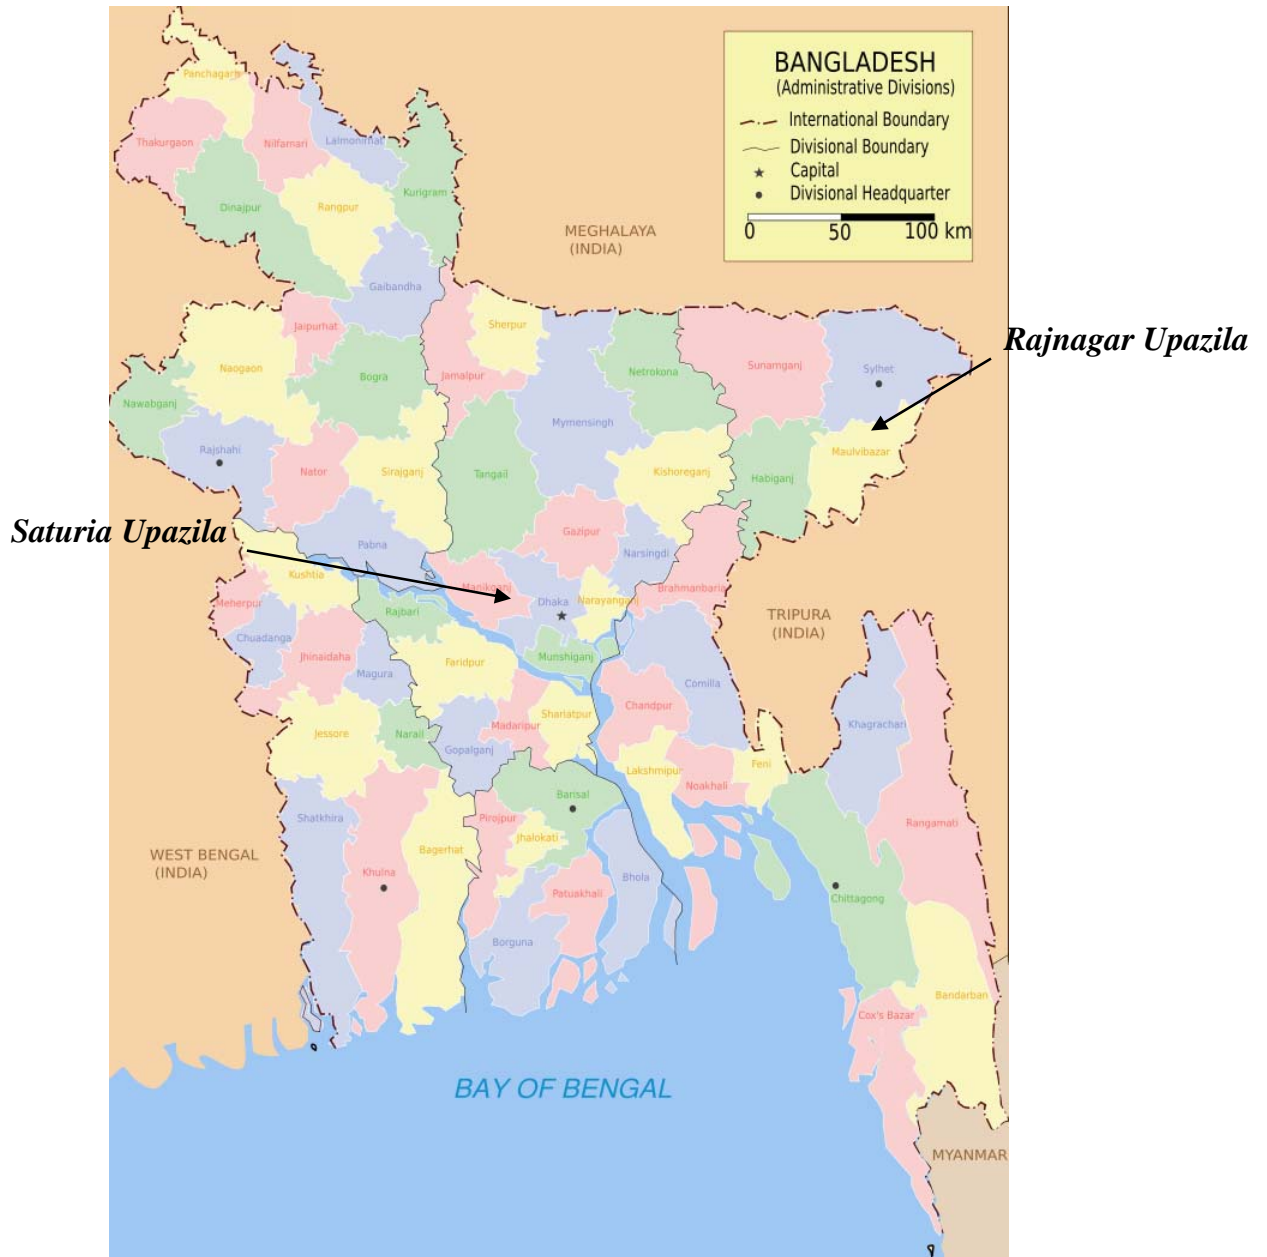 BANGLADESH
(Administrative Divisions)
International Boundary
Divisional Boundary
Capital
Divisional Headquarter
0 50 100 km
Panchagarh
Thakurgaon
Nilfamari
Lalmonirhat
Dinajpur
Rangpur
Kurigram
MEGHALAYA
(INDIA)
Gaibandha
Jaipurhat
Sherpur
Rajnagar Upazila
Naogaon
Bogra
Jamalpur
Netrokona
Sunamganj
Sylhet
Nawabganj
Mymensingh
Rajshahi
Nator
Sirajganj
Tangail
Kishoreganj
Habiganj
Maulvibazar
Saturia Upazila
Pabna
Gazipur
Narsingdi
Kushtia
Manikganj
Brahmanbaria
Meherpur
Rajbari
Dhaka
Narayanganj
TRIPURA
(INDIA)
Chuadanga
Jhinaidaha
Magura
Faridpur
Munshiganj
Comilla
Jessore
Narail
Gopalganj
Madaripur
Shariatpur
Chandpur
Khagrachari
Lakshmipur
Noakhali
Feni
Shatkhira
Barisal
Pirojpur
Jhalokati
Rangamati
WEST BENGAL
(INDIA)
Khulna
Bagerhat
Patuakhali
Bhola
Chittagong
Borguna
Bandarban
Cox's Bazar
BAY OF BENGAL
MYANMAR